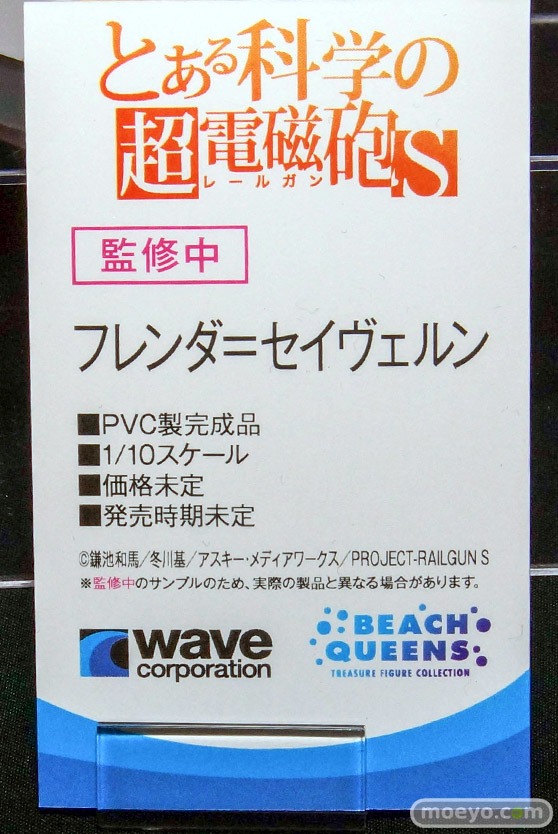 とある科学の
超電磁砲S
レールガン
監修中
フレンダ=セイヴェルン
■PVC製完成品
■1/10スケール
■価格未定
■発売時期未定
©鎌池和馬/冬川基/アスキー・メディアワークス/PROJECT-RAILGUN S
※監修中のサンプルのため、実際の製品と異なる場合があります。
wave
corporation
BEACH
QUEENS
TREASURE FIGURE COLLECTION
moeyo.com